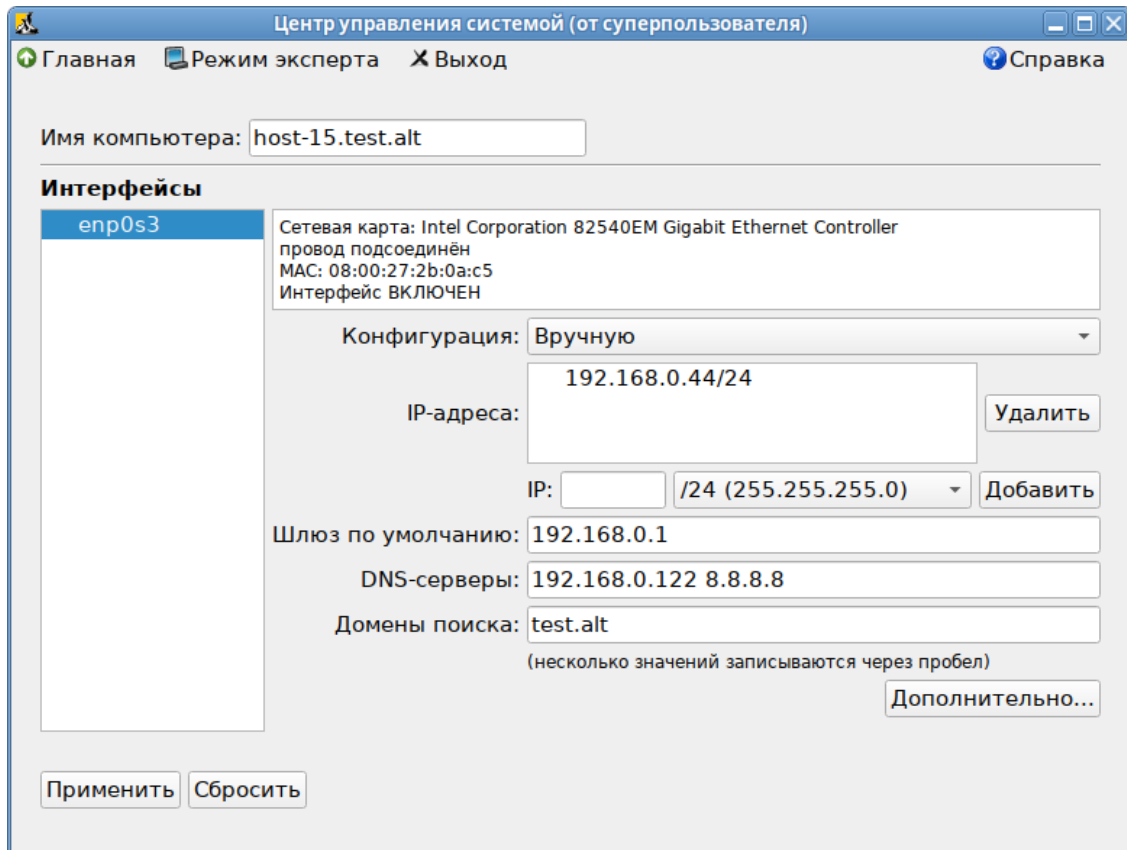 Центр управления системой (от суперпользователя)
Главная Режим эксперта Выход Справка
Имя компьютера: host-15.test.alt
Интерфейсы
enp0s3
Сетевая карта: Intel Corporation 82540EM Gigabit Ethernet Controller
провод подсоединён
MAC: 08:00:27:2b:0a:c5
Интерфейс ВКЛЮЧЕН
Конфигурация: Вручную
192.168.0.44/24
IP-адреса: Удалить
IP: /24 (255.255.255.0) Добавить
Шлюз по умолчанию: 192.168.0.1
DNS-серверы: 192.168.0.122 8.8.8.8
Домены поиска: test.alt
(несколько значений записываются через пробел)
Дополнительно...
Применить Сбросить